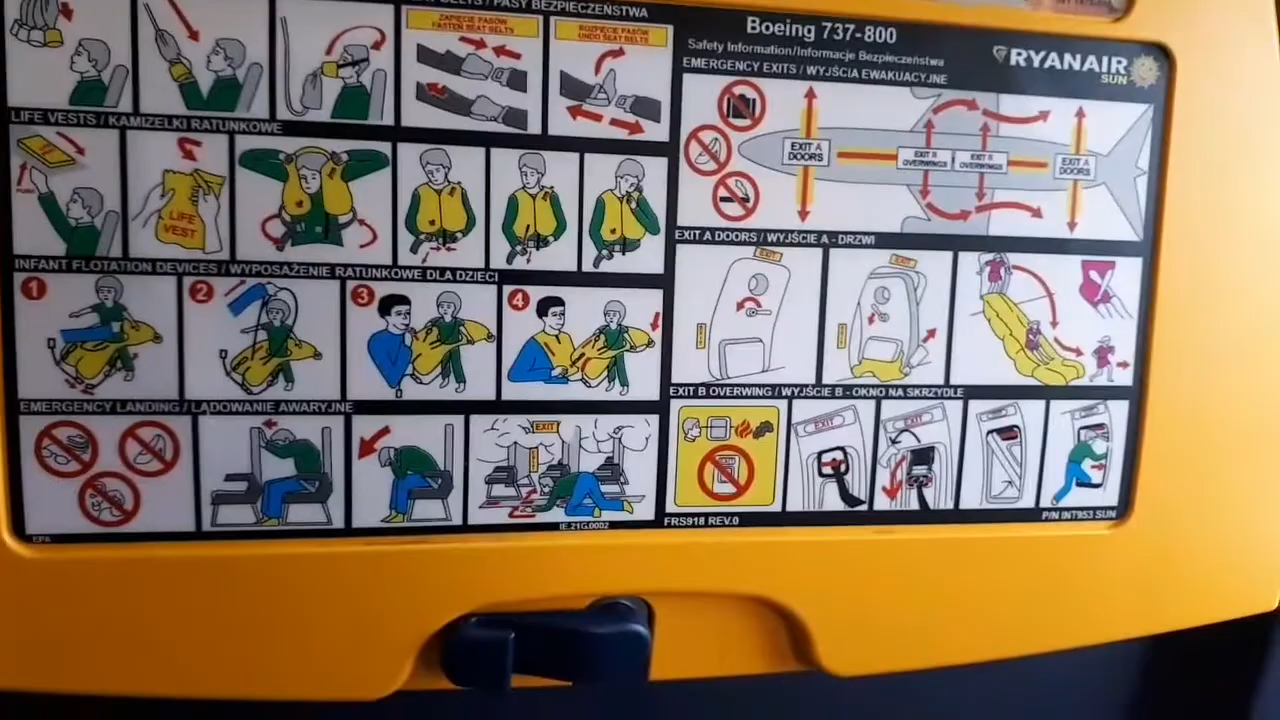 BELTS / PASY BEZPIECZEŃSTWA
ZAPIĘCIE PASÓW
FASTEN SEAT BELTS
ROZPIĘCIE PASÓW
UNDO SEAT BELTS
LIFE VESTS / KAMIZELKI RATUNKOWE
PUSH
LIFE
VEST
INFANT FLOTATION DEVICES / WYPOSAŻENIE RATUNKOWE DLA DZIECI
1
2
3
4
EMERGENCY LANDING / LĄDOWANIE AWARYJNE
EXIT
IE.21G.0002
EPA
Boeing 737-800
Safety Information/Informacje Bezpieczeństwa
RYANAIR
SUN
EMERGENCY EXITS / WYJŚCIA EWAKUACYJNE
EXIT A
DOORS
EXIT B
OVERWINGS
EXIT B
OVERWINGS
EXIT A
DOORS
EXIT A DOORS / WYJŚCIE A - DRZWI
EXIT
EXIT
EXIT B OVERWING / WYJŚCIE B - OKNO NA SKRZYDLE
EXIT
EXIT
FRS918 REV.0
P/N INT953 SUN